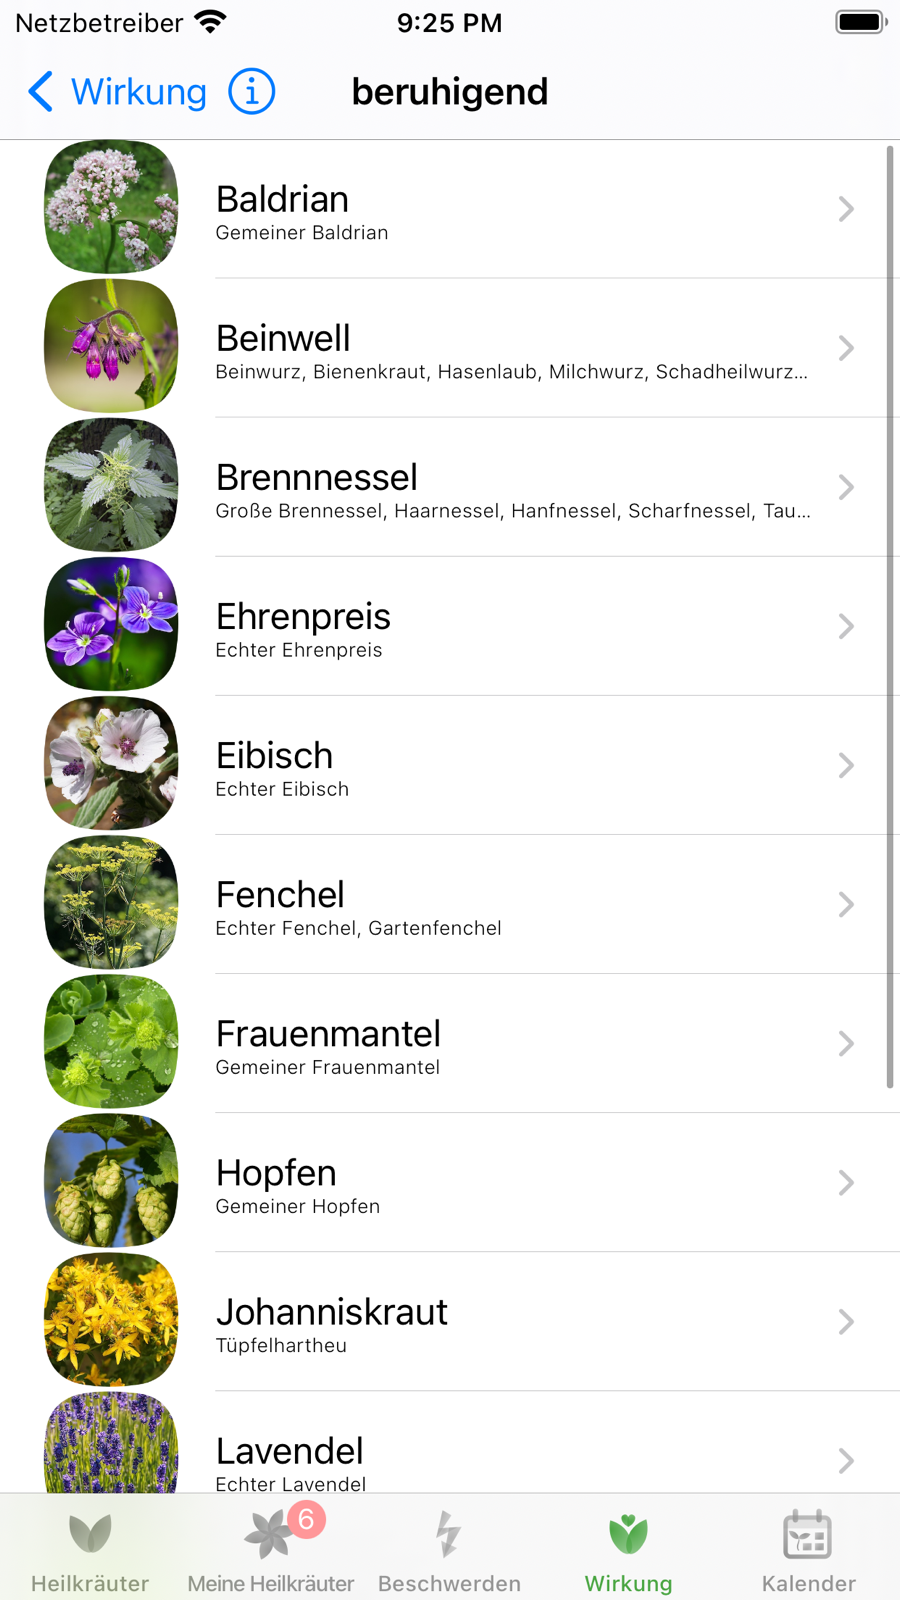 Netzbetreiber 9:25 PM
Wirkung beruhigend
Baldrian
Gemeiner Baldrian
Beinwell
Beinwurz, Bienenkraut, Hasenlaub, Milchwurz, Schadheilwurz...
Brennnessel
Große Brennessel, Haarnessel, Hanfnessel, Scharfnessel, Tau...
Ehrenpreis
Echter Ehrenpreis
Eibisch
Echter Eibisch
Fenchel
Echter Fenchel, Gartenfenchel
Frauenmantel
Gemeiner Frauenmantel
Hopfen
Gemeiner Hopfen
Johanniskraut
Tüpfelhartheu
Lavendel
Echter Lavendel
6
Heilkräuter Meine Heilkräuter Beschwerden Wirkung Kalender